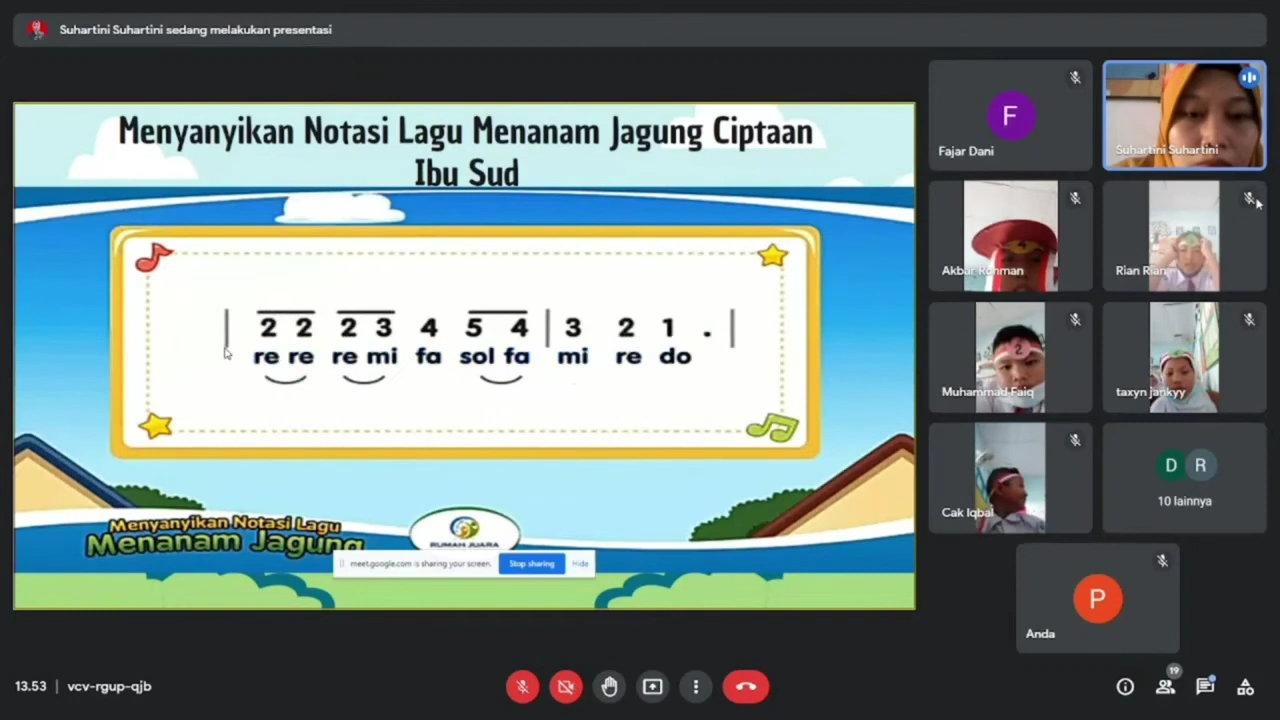 Suhartini Suhartini sedang melakukan presentasi
Menyanyikan Notasi Lagu Menanam Jagung Ciptaan
Ibu Sud
| 2 2 2 3 4 5 4 | 3 2 1 . |
re re re mi fa sol fa mi re do
Menyanyikan Notasi Lagu
Menanam Jagung
RUMAH JUARA
meet.google.com is sharing your screen.
Stop sharing
Hide
F
Fajar Dani
Suhartini Suhartini
Akbar Rohman
Rian Rian
2
Muhammad Faiq
taxyn jankyy
Cak Iqbal
D R
10 lainnya
P
Anda
13.53 | vcv-rgup-qjb
19